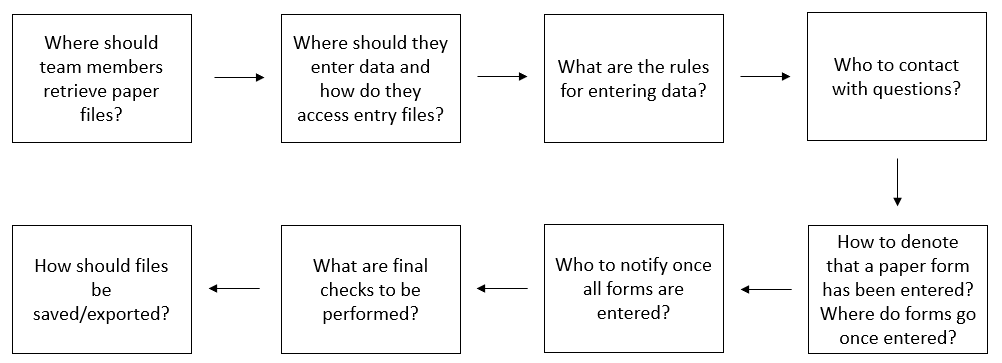 Where should
team members
retrieve paper
files?
Where should they
enter data and
how do they
access entry files?
What are the rules
for entering data?
Who to contact
with questions?
How to denote
that a paper form
has been entered?
Where do forms go
once entered?
Who to notify once
all forms are
entered?
What are final
checks to be
performed?
How should files
be
saved/exported?